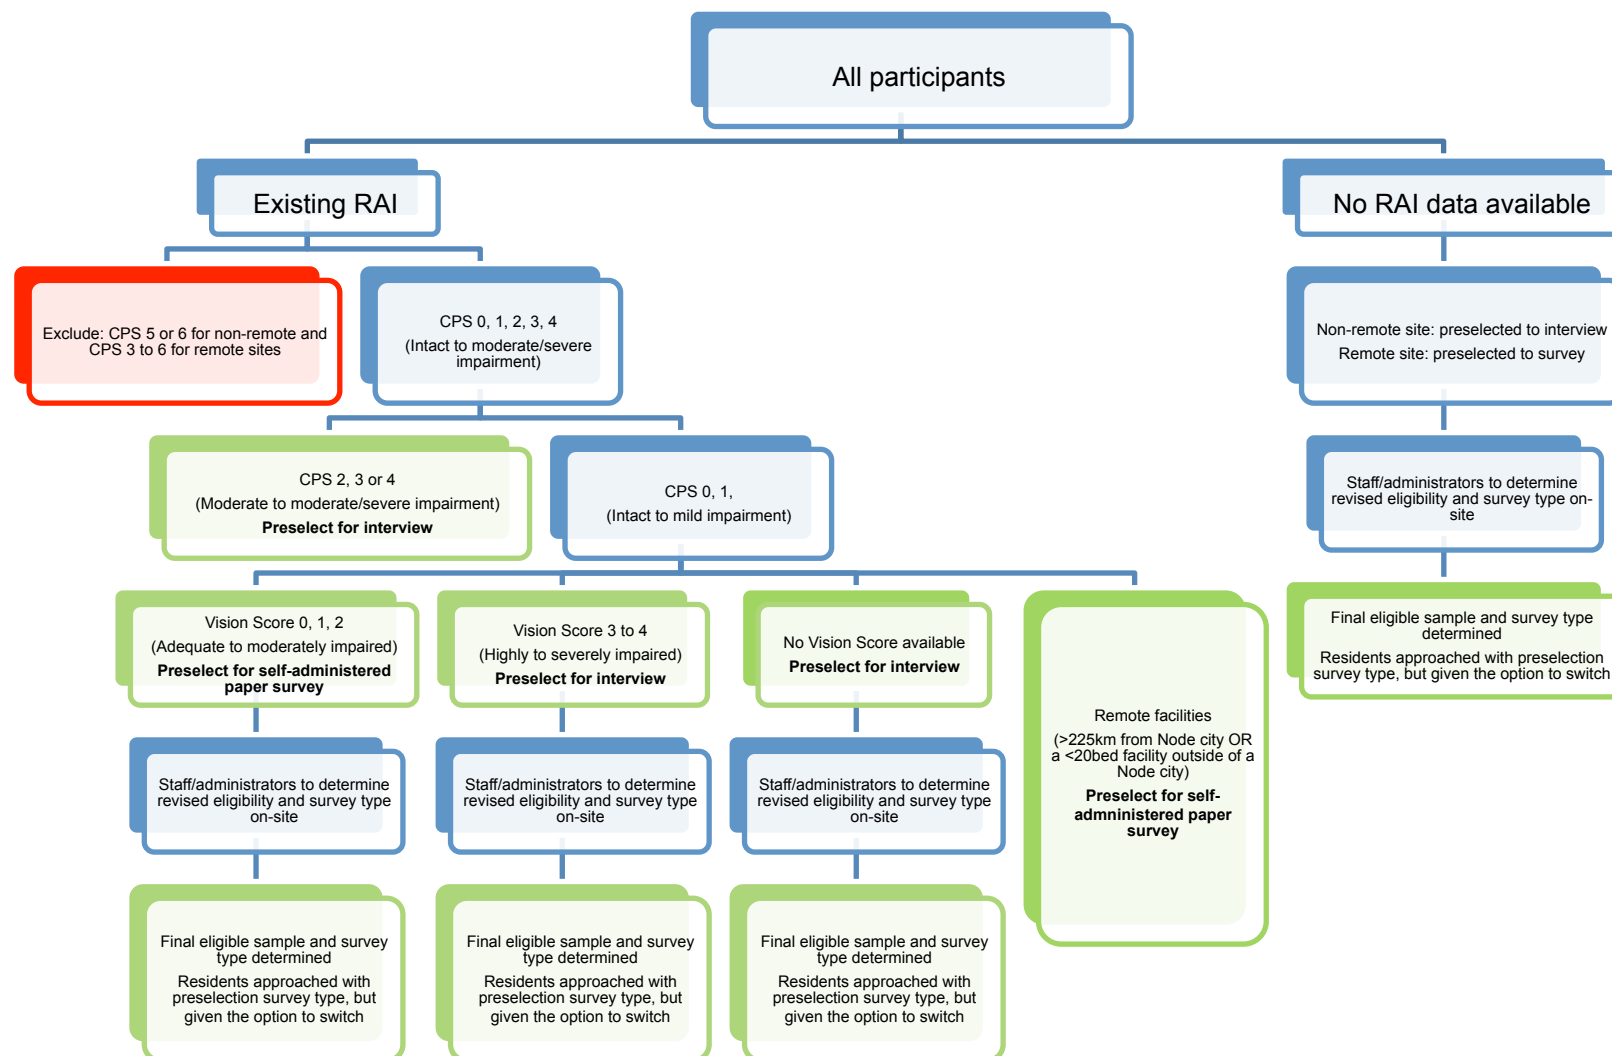 All participants
Existing RAI
No RAI data available
Exclude: CPS 5 or 6 for non-remote and
CPS 3 to 6 for remote sites
CPS 0, 1, 2, 3, 4
(Intact to moderate/severe
impairment)
Non-remote site: preselected to interview
Remote site: preselected to survey
CPS 2, 3 or 4
(Moderate to moderate/severe impairment)
Preselect for interview
CPS 0, 1,
(Intact to mild impairment)
Staff/administrators to determine
revised eligibility and survey type on-
site
Vision Score 0, 1, 2
(Adequate to moderately impaired)
Preselect for self-administered
paper survey
Vision Score 3 to 4
(Highly to severely impaired)
Preselect for interview
No Vision Score available
Preselect for interview
Remote facilities
(>225km from Node city OR
a <20bed facility outside of a
Node city)
Preselect for self-
admninistered paper
survey
Final eligible sample and survey type
determined
Residents approached with preselection
survey type, but given the option to switch
Staff/administrators to determine
revised eligibility and survey type
on-site
Staff/administrators to determine
revised eligibility and survey type
on-site
Staff/administrators to determine
revised eligibility and survey type
on-site
Final eligible sample and survey
type determined
Residents approached with
preselection survey type, but
given the option to switch
Final eligible sample and survey
type determined
Residents approached with
preselection survey type, but
given the option to switch
Final eligible sample and survey
type determined
Residents approached with
preselection survey type, but
given the option to switch